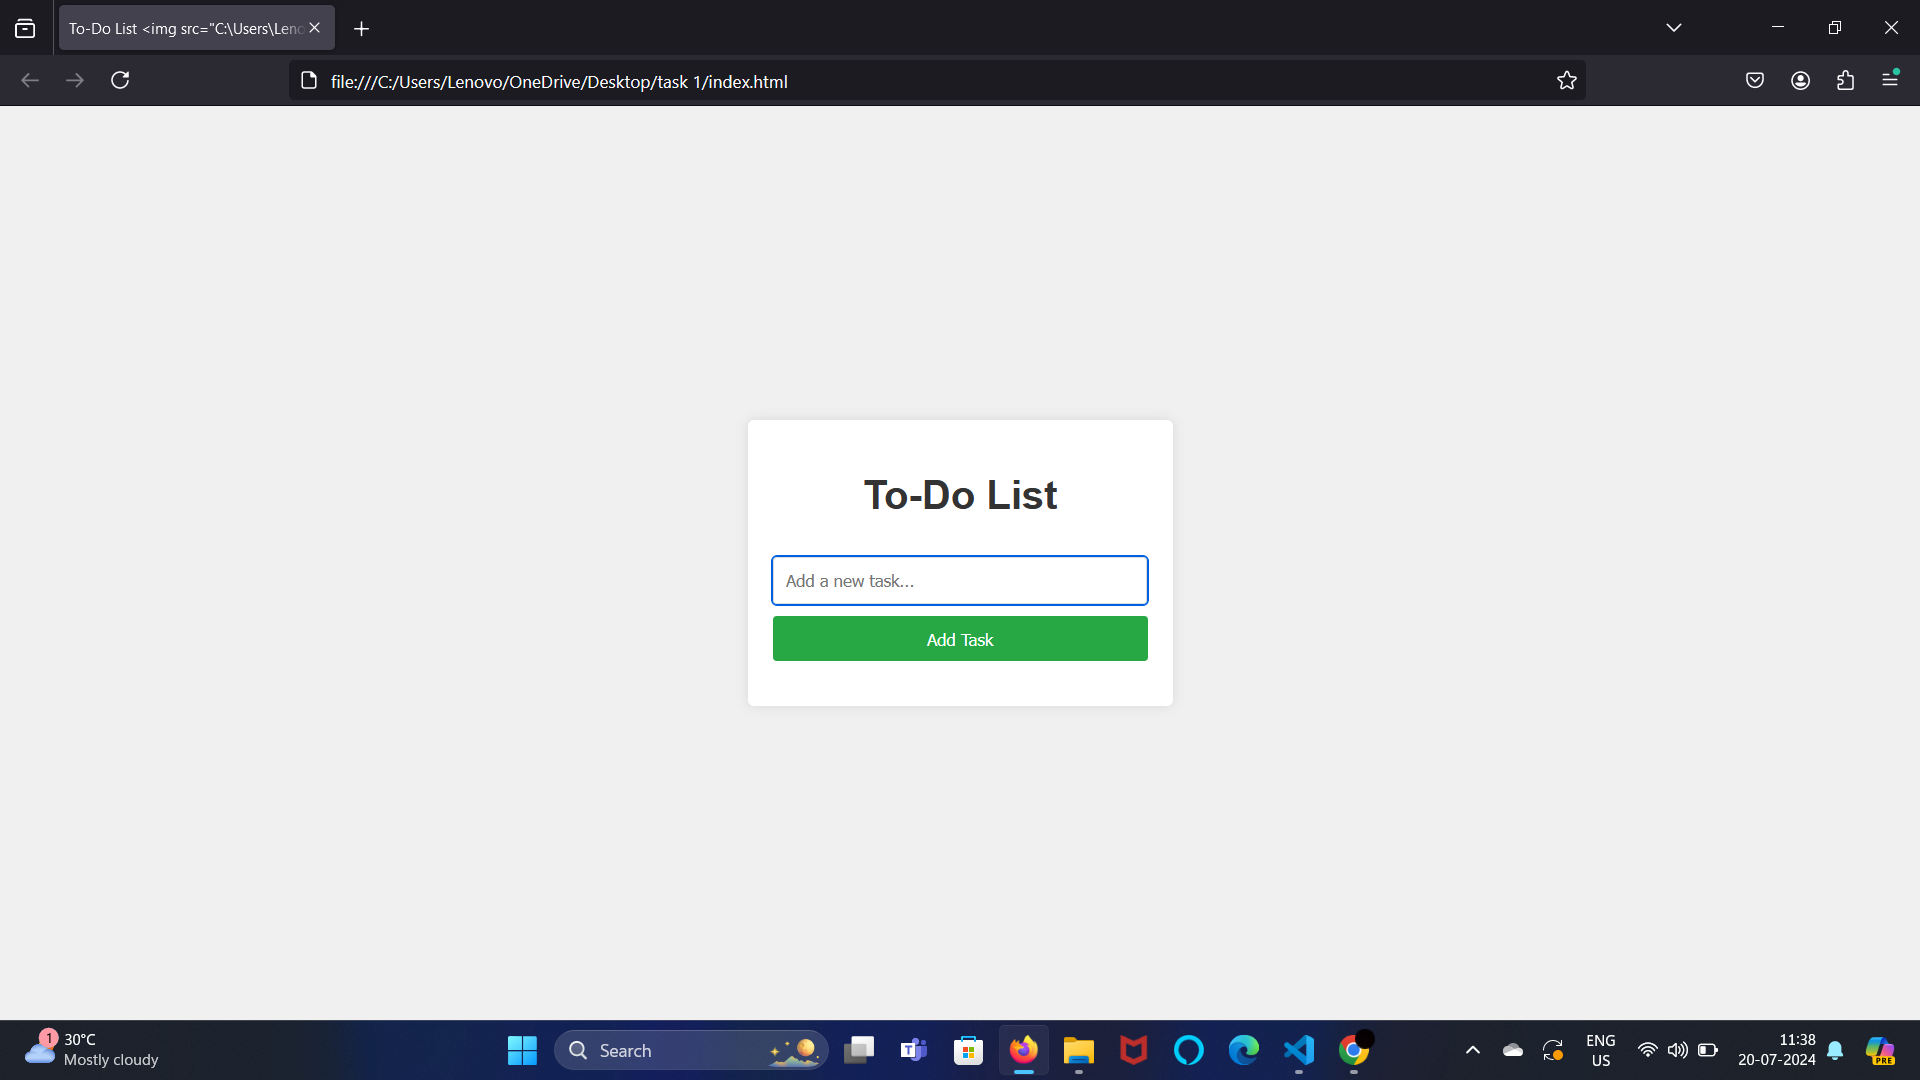 To-Do List <img src="C:\Users\Leno
file:///C:/Users/Lenovo/OneDrive/Desktop/task 1/index.html
To-Do List
Add a new task...
Add Task
1
30°C
Mostly cloudy
Search
T
ENG
US
11:38
20-07-2024
PRE